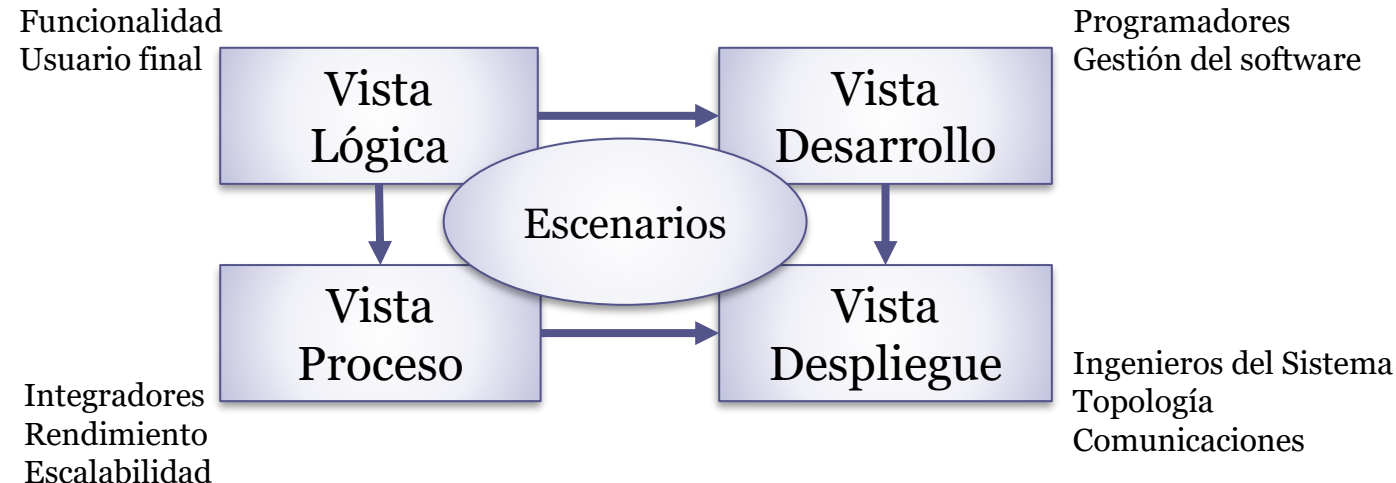 Funcionalidad
Usuario final
Programadores
Gestión del software
Vista
Lógica
Vista
Desarrollo
Escenarios
Vista
Proceso
Vista
Despliegue
Integradores
Rendimiento
Escalabilidad
Ingenieros del Sistema
Topología
Comunicaciones